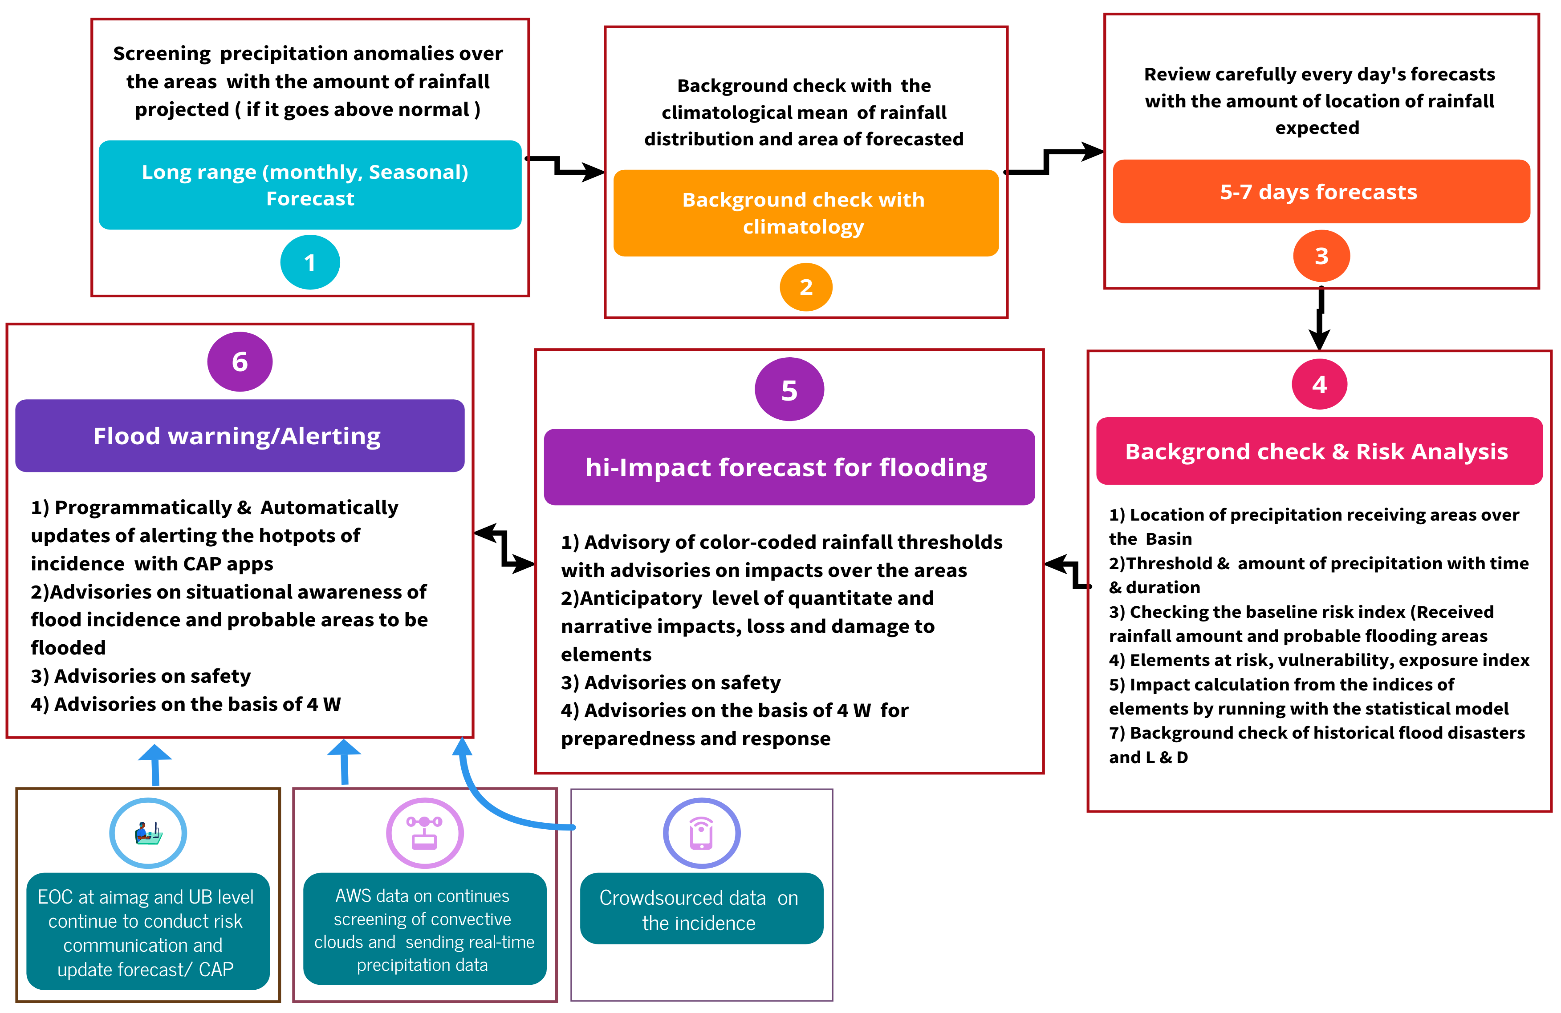 Screening precipitation anomalies over
the areas with the amount of rainfall
projected ( if it goes above normal )
Long range (monthly, Seasonal)
Forecast
1
Background check with the
climatological mean of rainfall
distribution and area of forecasted
Background check with
climatology
2
Review carefully every day's forecasts
with the amount of location of rainfall
expected
5-7 days forecasts
3
4
Backgrond check & Risk Analysis
1) Location of precipitation receiving areas over
the Basin
2)Threshold & amount of precipitation with time
& duration
3) Checking the baseline risk index (Received
rainfall amount and probable flooding areas
4) Elements at risk, vulnerability, exposure index
5) Impact calculation from the indices of
elements by running with the statistical model
7) Background check of historical flood disasters
and L & D
5
hi-Impact forecast for flooding
1) Advisory of color-coded rainfall thresholds
with advisories on impacts over the areas
2)Anticipatory level of quantitate and
narrative impacts, loss and damage to
elements
3) Advisories on safety
4) Advisories on the basis of 4 W for
preparedness and response
6
Flood warning/Alerting
1) Programmatically & Automatically
updates of alerting the hotpots of
incidence with CAP apps
2)Advisories on situational awareness of
flood incidence and probable areas to be
flooded
3) Advisories on safety
4) Advisories on the basis of 4 W
EOC at aimag and UB level
continue to conduct risk
communication and
update forecast/ CAP
AWS data on continues
screening of convective
clouds and sending real-time
precipitation data
Crowdsourced data on
the incidence